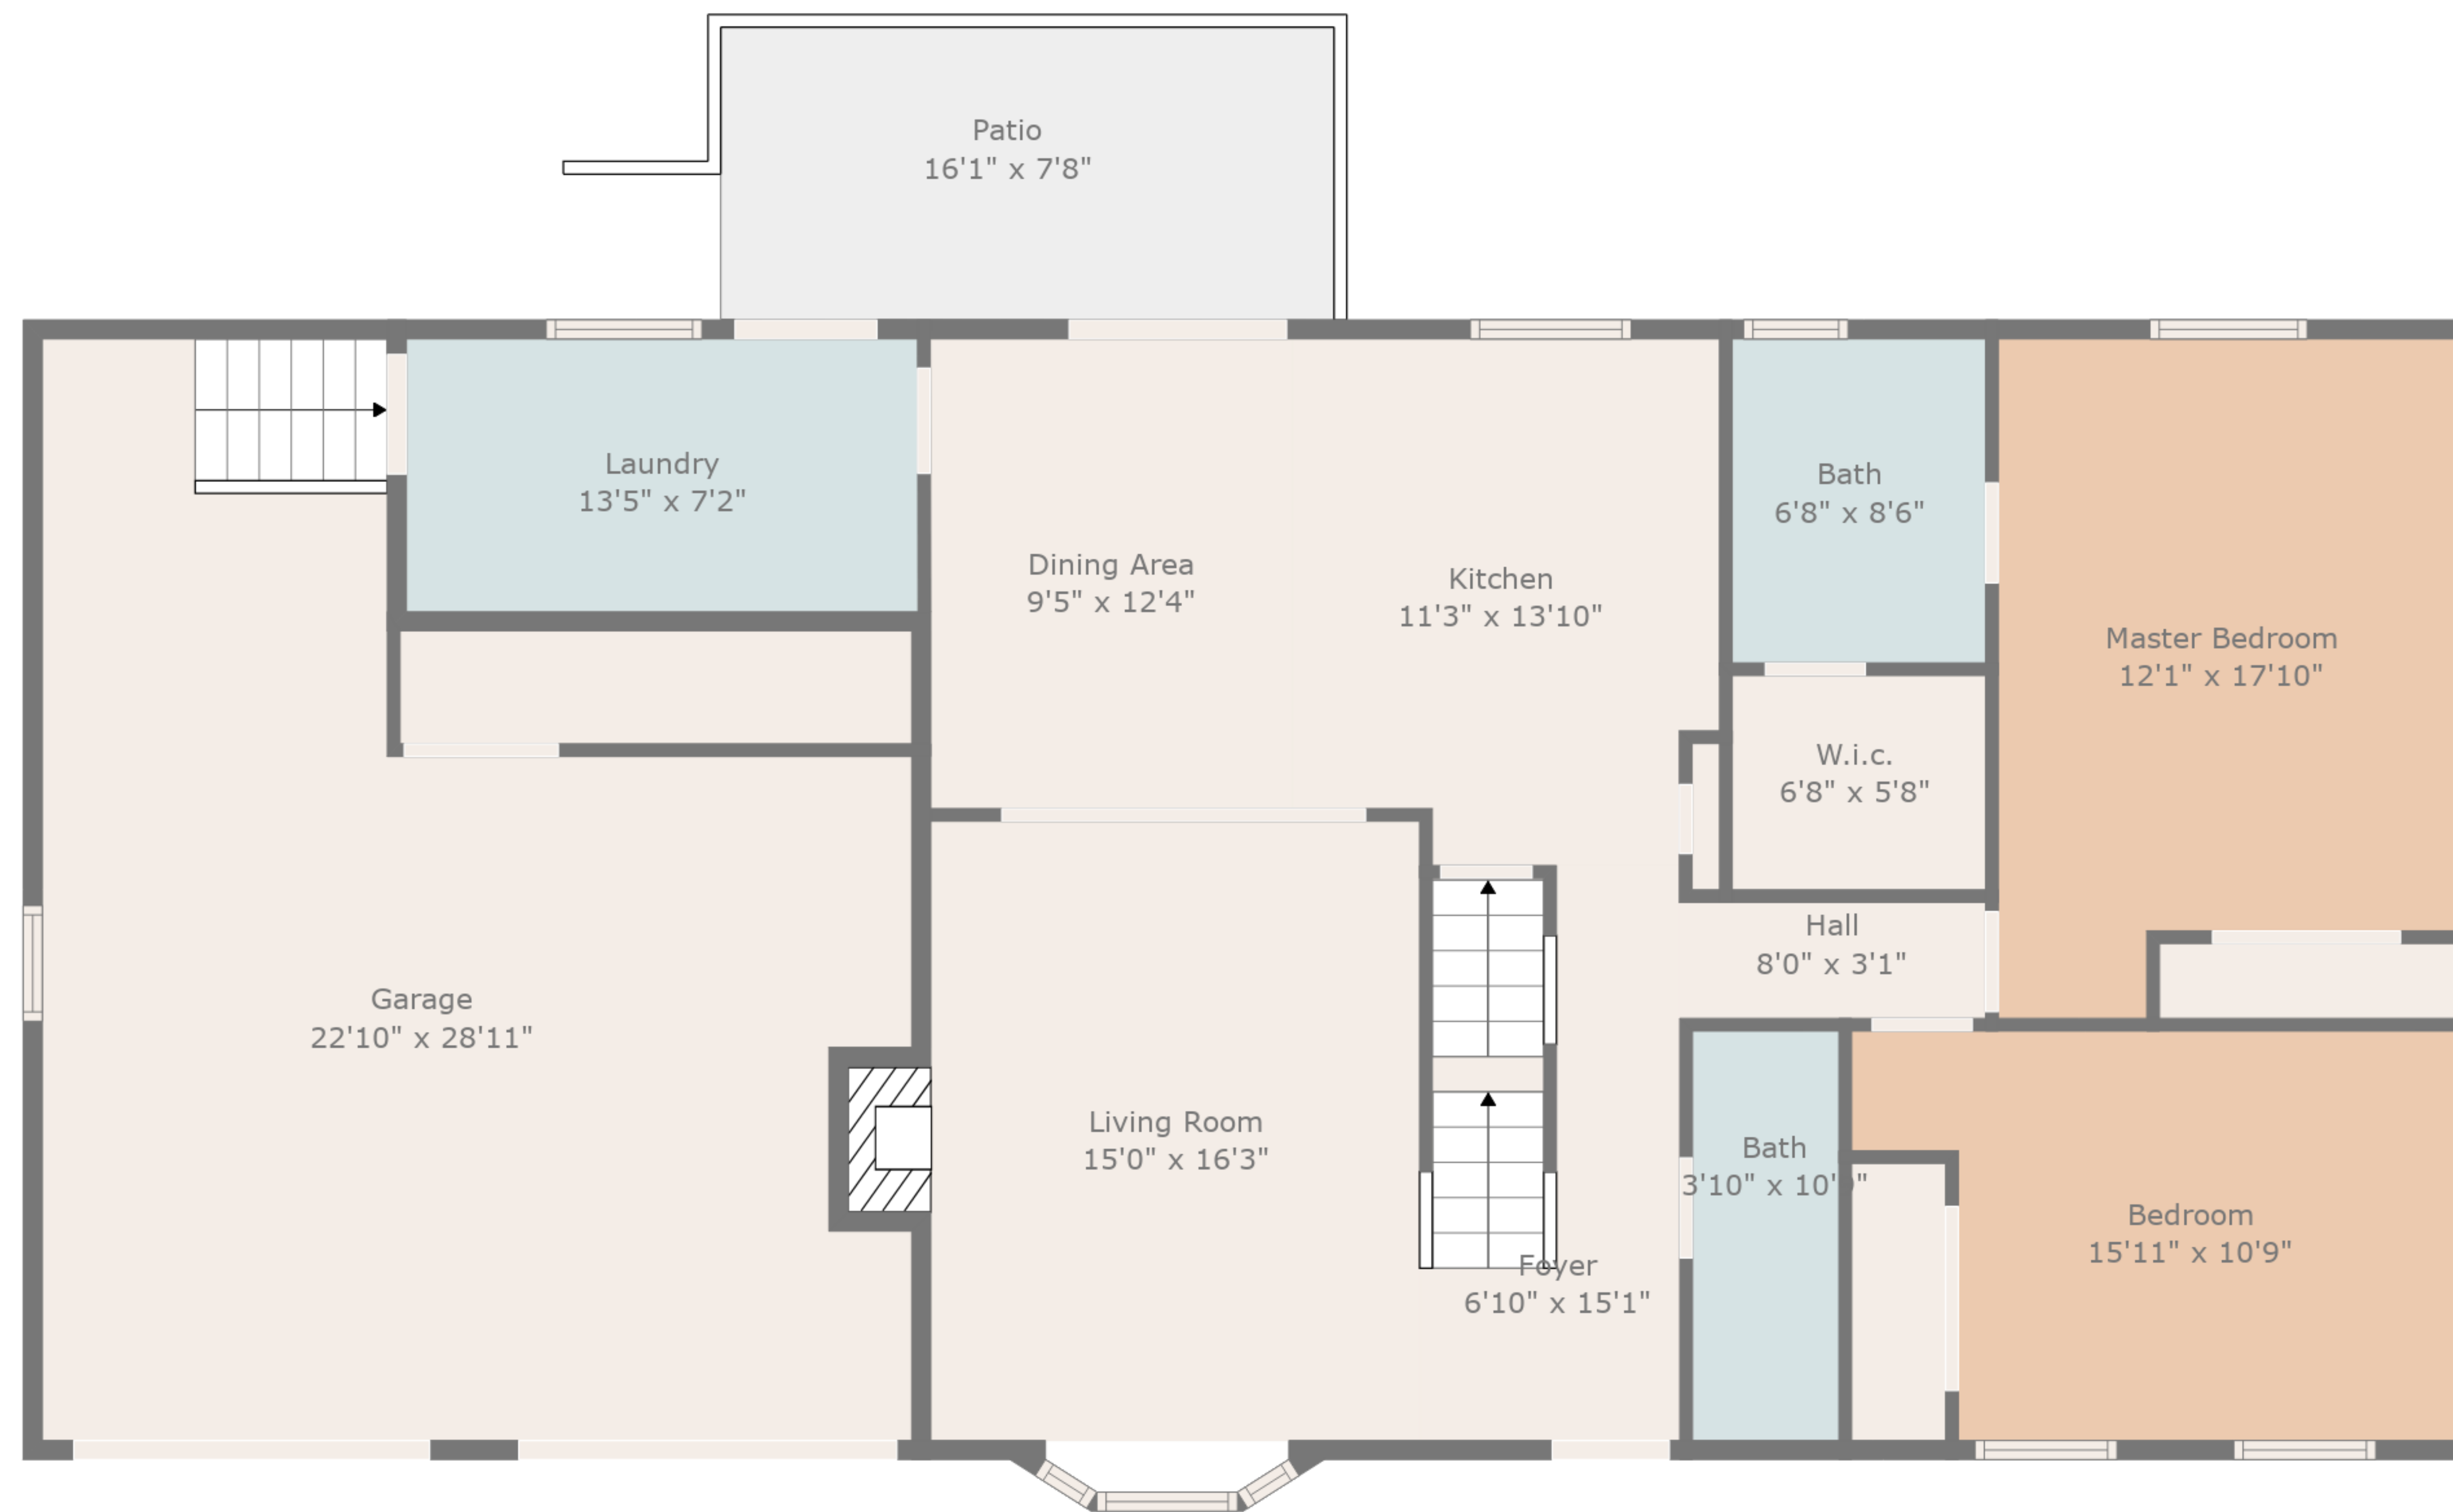 Patio
16'1" x 7'8"
Laundry
13'5" x 7'2"
Dining Area
9'5" x 12'4"
Kitchen
11'3" x 13'10"
Bath
6'8" x 8'6"
Master Bedroom
12'1" x 17'10"
W.i.c.
6'8" x 5'8"
Hall
8'0" x 3'1"
Garage
22'10" x 28'11"
Living Room
15'0" x 16'3"
Bath
3'10" x
Bedroom
15'11" x 10'9"
Foyer
6'10" x 15'1"